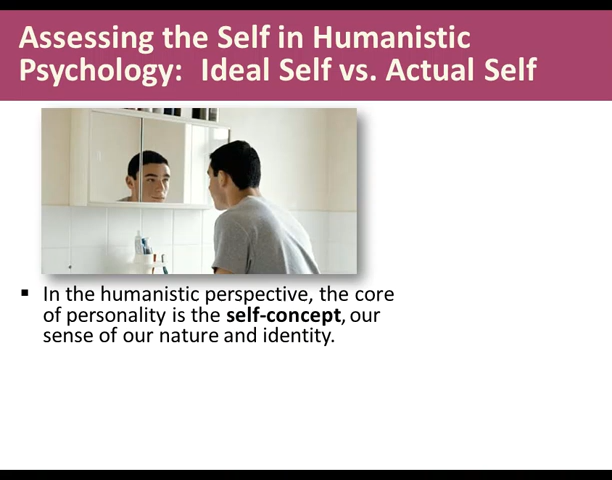 Assessing the Self in Humanistic
Psychology:  Ideal Self vs. Actual Self
▪ In the humanistic perspective, the core
of personality is the self-concept, our
sense of our nature and identity.